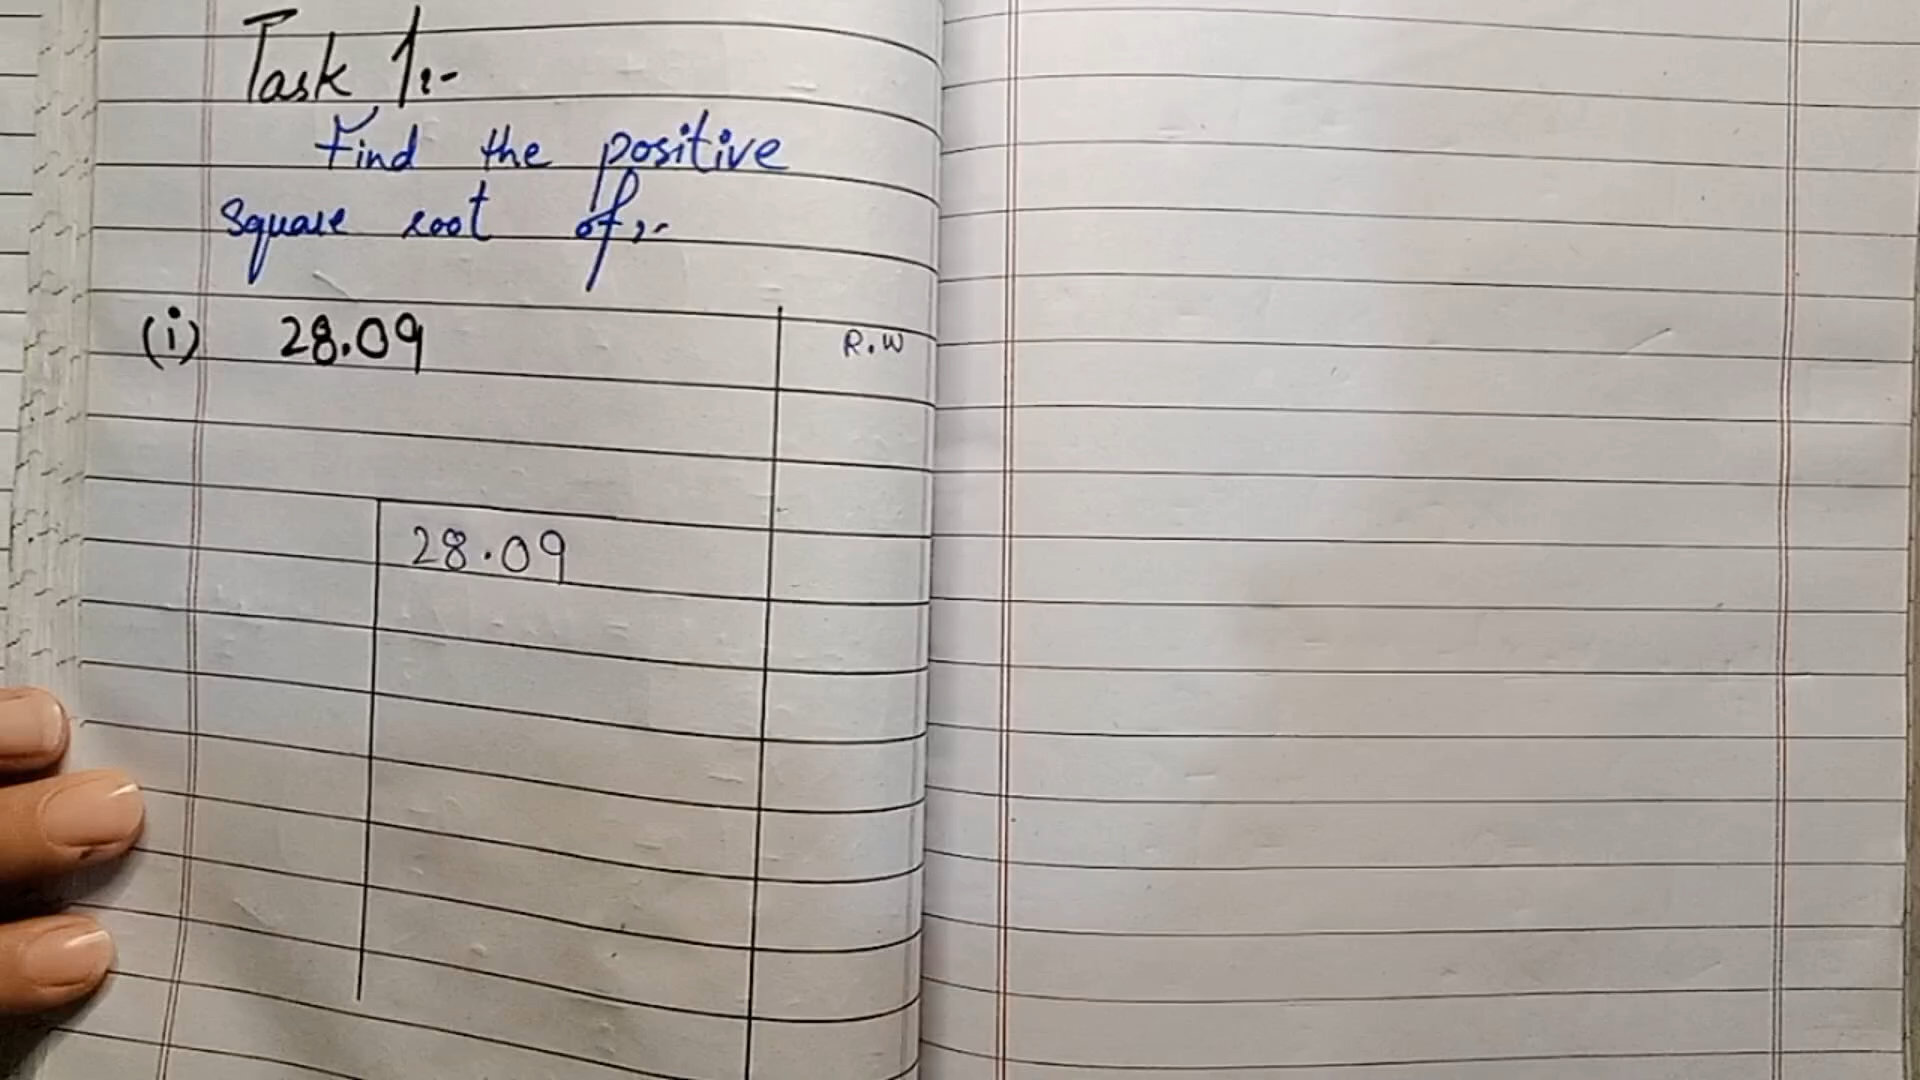 Task 1:-
Find the positive
square root of:-
(i) 28.09
R.W
28.09